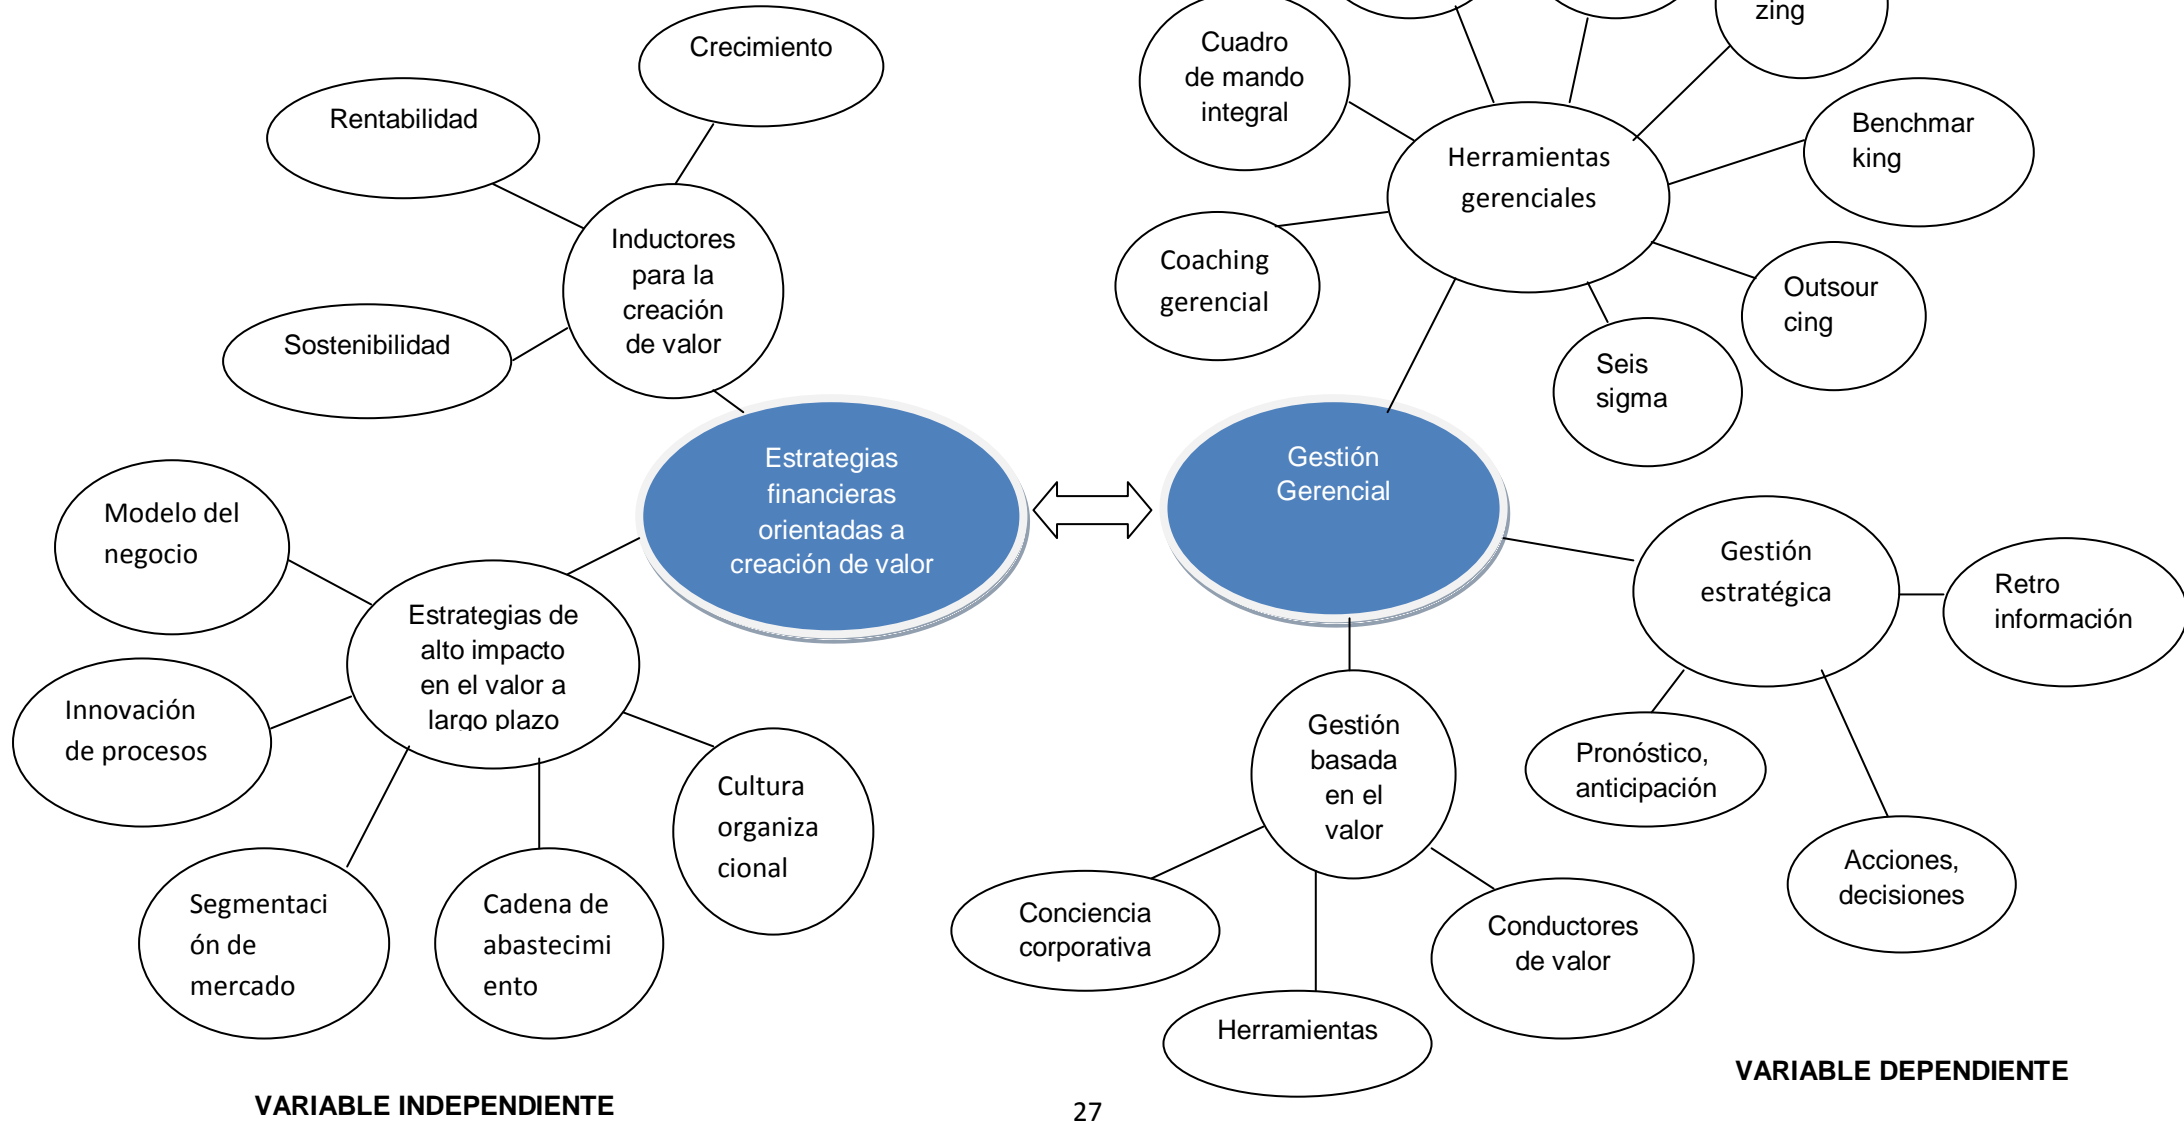 Crecimiento
Rentabilidad
Inductores
para la
creación
de valor
Sostenibilidad
Estrategias
financieras
orientadas a
creación de valor
Modelo del
negocio
Estrategias de
alto impacto
en el valor a
largo plazo
Innovación
de procesos
Segmentaci
ón de
mercado
Cadena de
abastecimi
ento
Cultura
organiza
cional
VARIABLE INDEPENDIENTE
zing
Cuadro
de mando
integral
Herramientas
gerenciales
Benchmar
king
Coaching
gerencial
Outsour
cing
Seis
sigma
Gestión
Gerencial
Gestión
estratégica
Retro
información
Pronóstico,
anticipación
Acciones,
decisiones
Gestión
basada
en el
valor
Conciencia
corporativa
Herramientas
Conductores
de valor
VARIABLE DEPENDIENTE
27